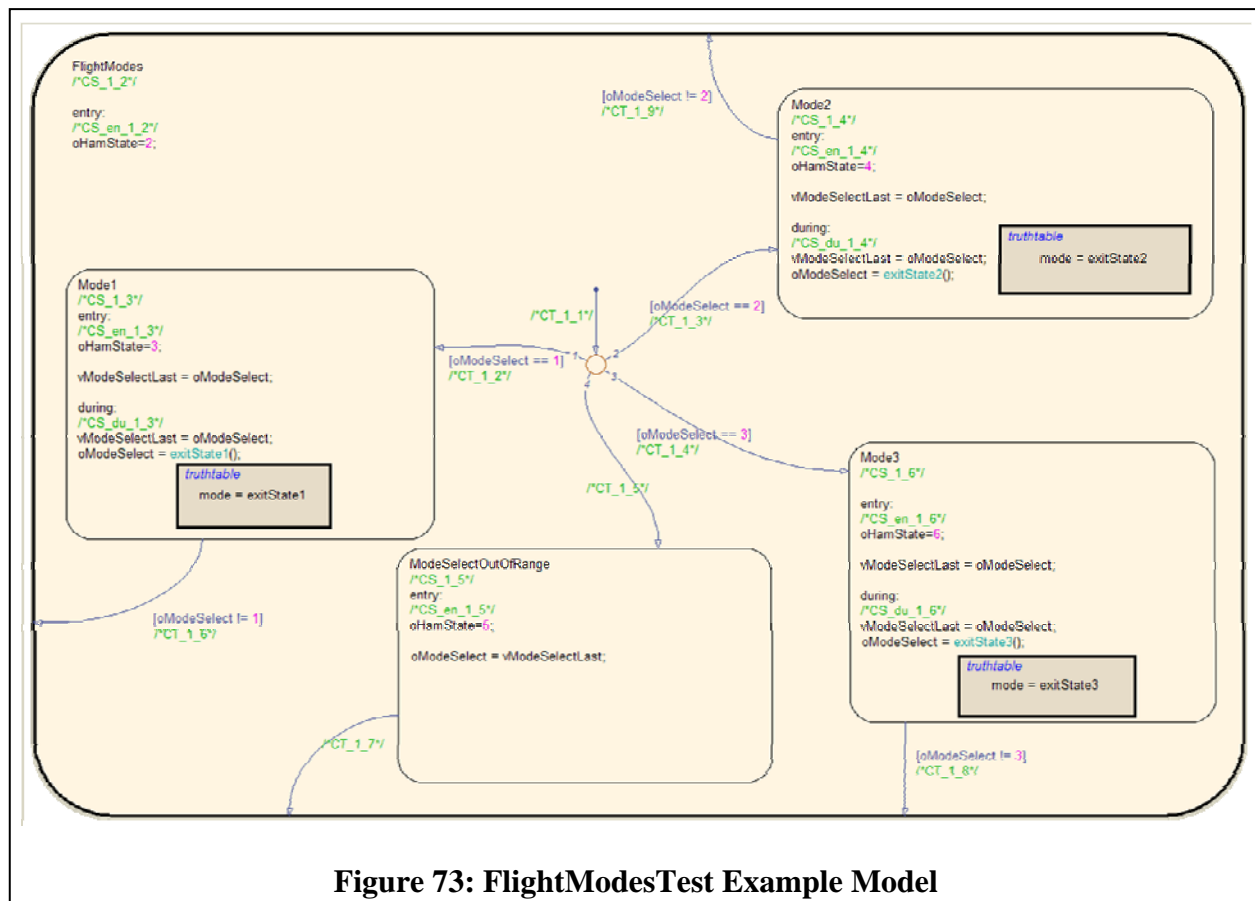 FlightModes
/*CS_1_2*/
entry:
/*CS_en_1_2*/
oHamState=2;
[oModeSelect != 2]
/*CT_1_9*/
Mode2
/*CS_1_4*/
entry:
/*CS_en_1_4*/
oHamState=4;
vModeSelectLast = oModeSelect;
during:
/*CS_du_1_4*/
vModeSelectLast = oModeSelect;
oModeSelect = exitState2();
truthtable
mode = exitState2
Mode1
/*CS_1_3*/
entry:
/*CS_en_1_3*/
oHamState=3;
vModeSelectLast = oModeSelect;
during:
/*CS_du_1_3*/
vModeSelectLast = oModeSelect;
oModeSelect = exitState1();
truthtable
mode = exitState1
/*CT_1_1*/
[oModeSelect == 2]
/*CT_1_3*/
1
2
3
4
[oModeSelect == 1]
/*CT_1_2*/
[oModeSelect == 3]
/*CT_1_4*/
/*CT_1_5*/
Mode3
/*CS_1_6*/
entry:
/*CS_en_1_6*/
oHamState=6;
vModeSelectLast = oModeSelect;
during:
/*CS_du_1_6*/
vModeSelectLast = oModeSelect;
oModeSelect = exitState3();
truthtable
mode = exitState3
ModeSelectOutOfRange
/*CS_1_5*/
entry:
/*CS_en_1_5*/
oHamState=5;
oModeSelect = vModeSelectLast;
[oModeSelect != 1]
/*CT_1_6*/
/*CT_1_7*/
[oModeSelect != 3]
/*CT_1_8*/
Figure 73: FlightModesTest Example Model